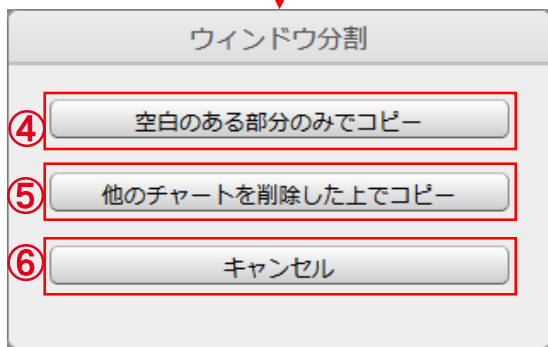 ウィンドウ分割
④ 空白のある部分のみでコピー
⑤ 他のチャートを削除した上でコピー
⑥ キャンセル